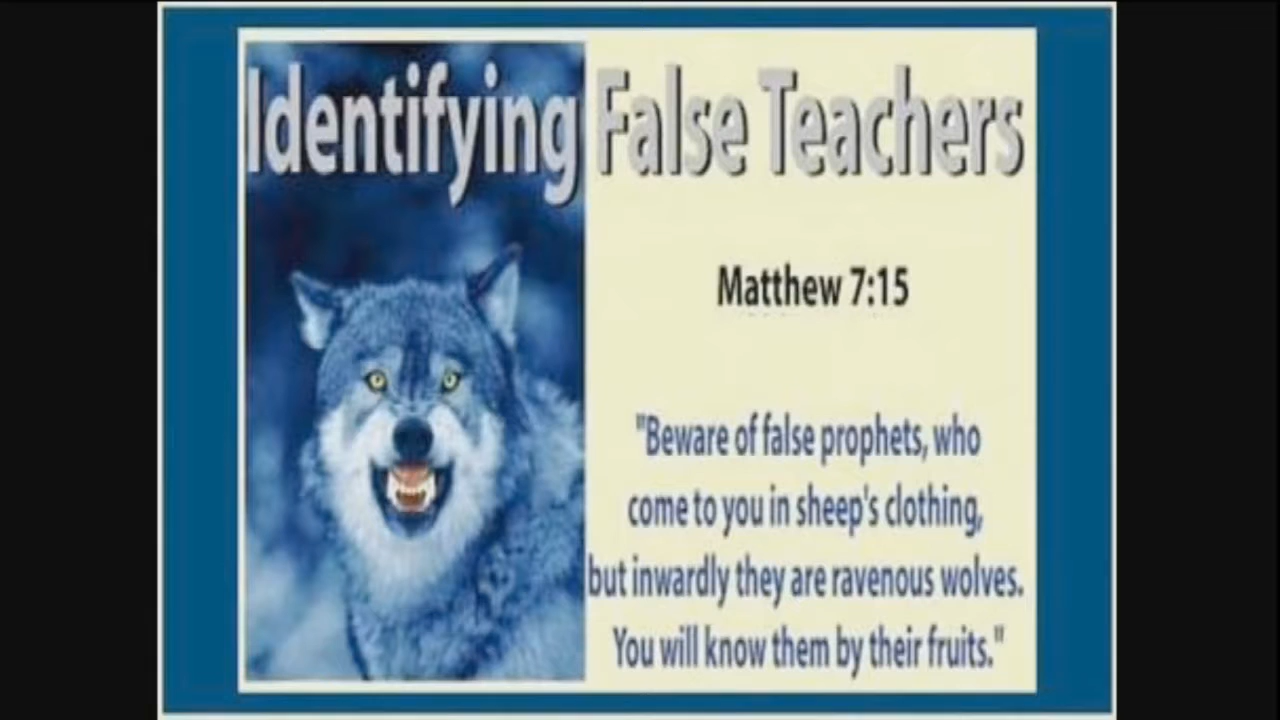 Identifying False Teachers
Matthew 7:15
"Beware of false prophets, who
come to you in sheep's clothing,
but inwardly they are ravenous wolves.
You will know them by their fruits."